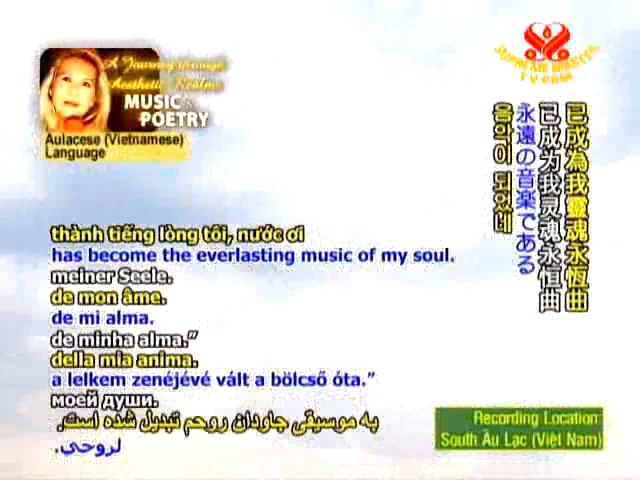 A Journey through
Aesthetic Realms
MUSIC
& POETRY
Aulacese (Vietnamese)
Language
SUPREME MASTER
TV.COM
已成為我靈魂永恆曲
已成为我灵魂永恒曲
永遠の音楽である
음악이 되었네
thành tiếng lòng tôi, nước ơi
has become the everlasting music of my soul.
meiner Seele.
de mon âme.
de mi alma.
de minha alma.”
della mia anima.
a lelkem zenéjévé vált a bölcső óta.”
моей души.
به موسیقی جاودان روحم تبدیل شده است.
لروحي.
Recording Location
South Âu Lạc (Việt Nam)